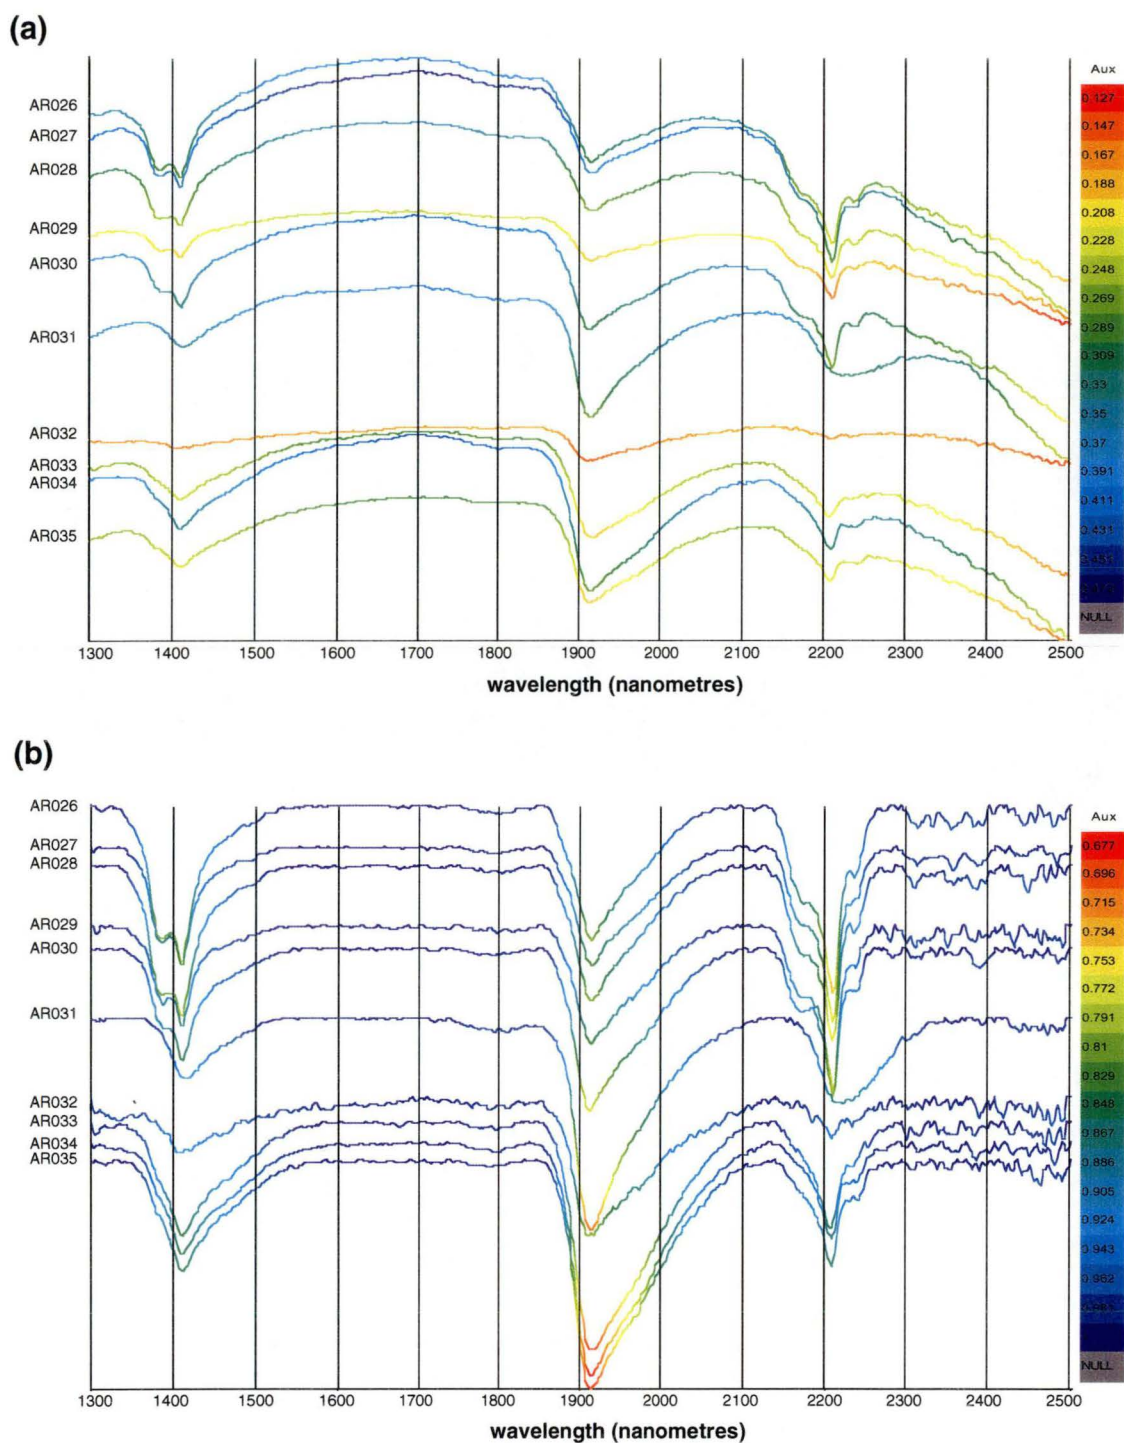 (a)
Aux
AR026
AR027
AR028
AR029
AR030
AR031
AR032
AR033
AR034
AR035
0.127
0.147
0.167
0.188
0.208
0.228
0.248
0.269
0.289
0.309
0.33
0.35
0.37
0.391
0.411
0.431
NULL
1300 1400 1500 1600 1700 1800 1900 2000 2100 2200 2300 2400 2500
wavelength (nanometres)
(b)
Aux
AR026
AR027
AR028
AR029
AR030
AR031
AR032
AR033
AR034
AR035
0.677
0.696
0.715
0.734
0.753
0.772
0.791
0.81
0.829
0.848
0.867
0.886
0.905
0.924
0.943
0.962
NULL
1300 1400 1500 1600 1700 1800 1900 2000 2100 2200 2300 2400 2500
wavelength (nanometres)